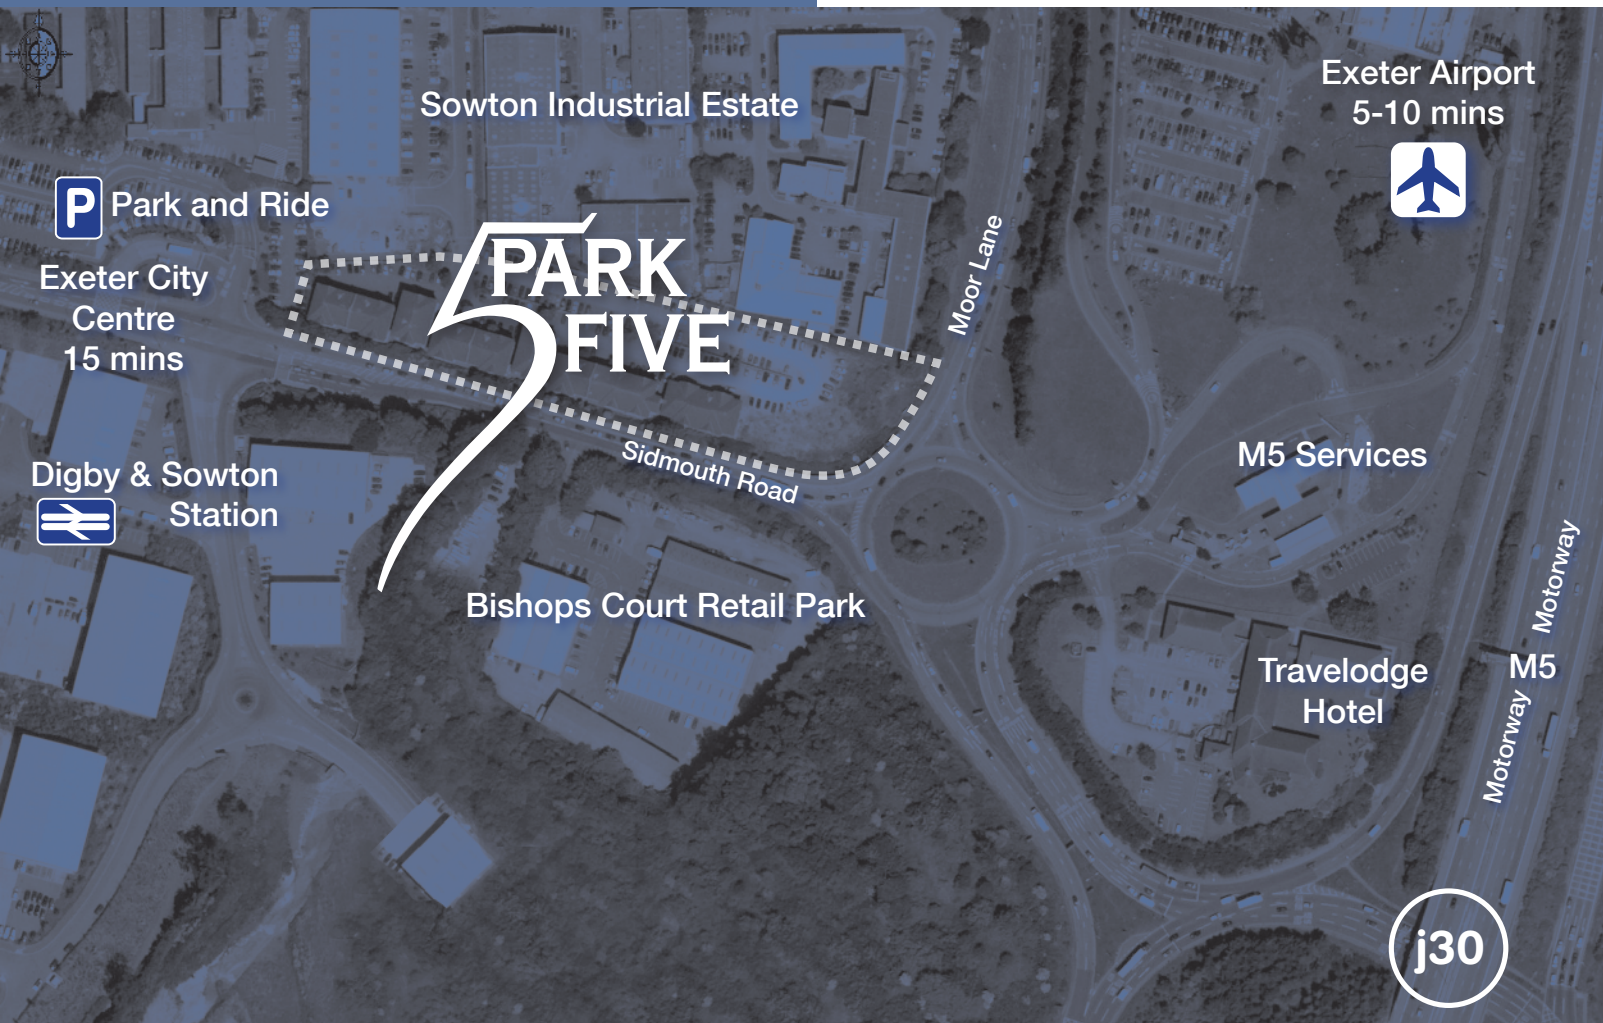 Exeter Airport
5-10 mins
Sowton Industrial Estate
P Park and Ride
Exeter City
Centre
15 mins
5 PARK
FIVE
Moor Lane
Sidmouth Road
M5 Services
Digby & Sowton
Station
Bishops Court Retail Park
Travelodge
Hotel
Motorway
M5
Motorway
j30